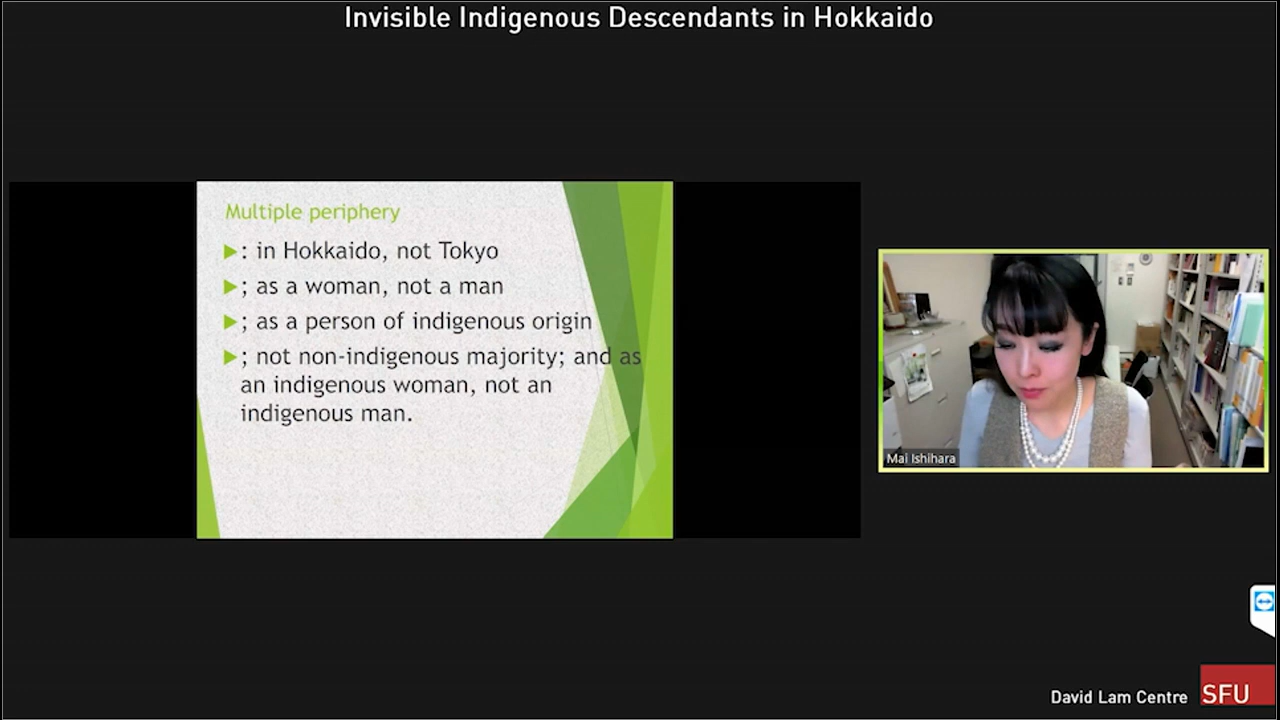 Invisible Indigenous Descendants in Hokkaido
Multiple periphery
: in Hokkaido, not Tokyo
; as a woman, not a man
; as a person of indigenous origin
; not non-indigenous majority; and as
an indigenous woman, not an
indigenous man.
Mai Ishihara
David Lam Centre
SFU